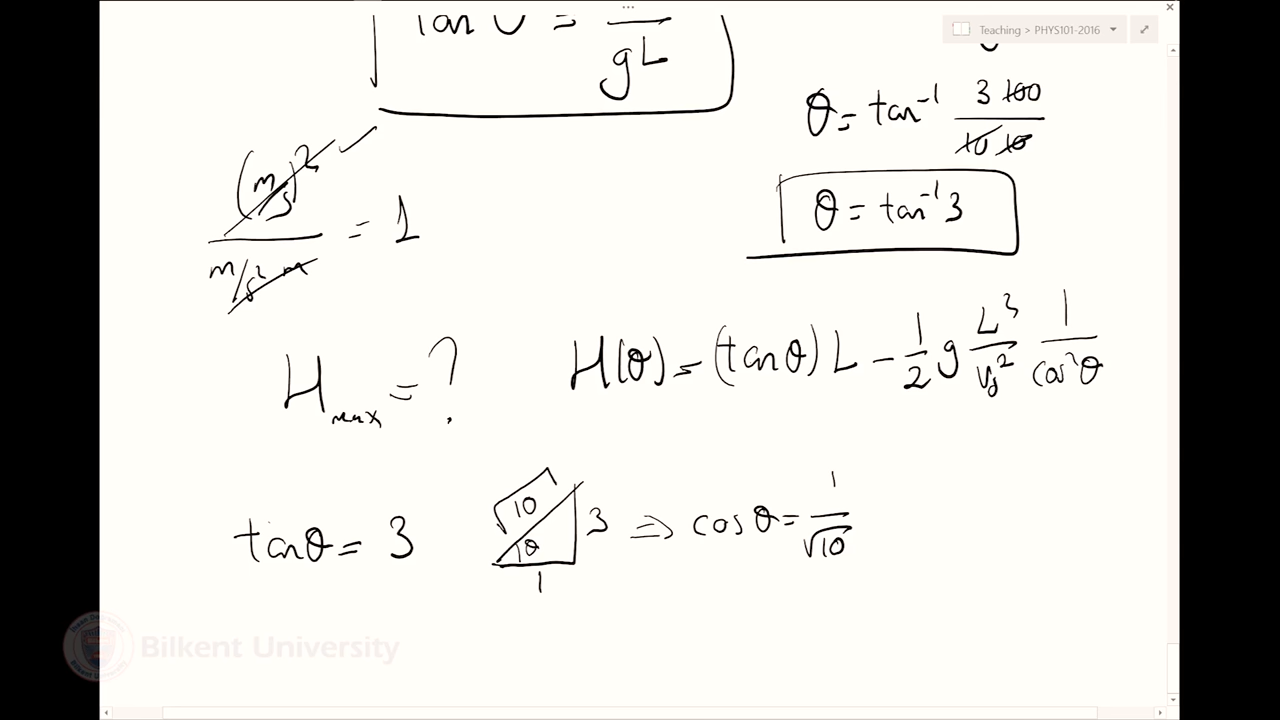 tan θ = —
gL
Teaching > PHYS101-2016
θ = tan⁻¹ 3 100 / 10 10
(m/s)² / m/s² m = 1
θ = tan⁻¹ 3
H max = ?
H(θ) = (tan θ) L − 1/2 g L³/v₀² 1/cos²θ
tan θ = 3
√10 θ 3 1
⇒ cos θ = 1/√10
Bilkent University